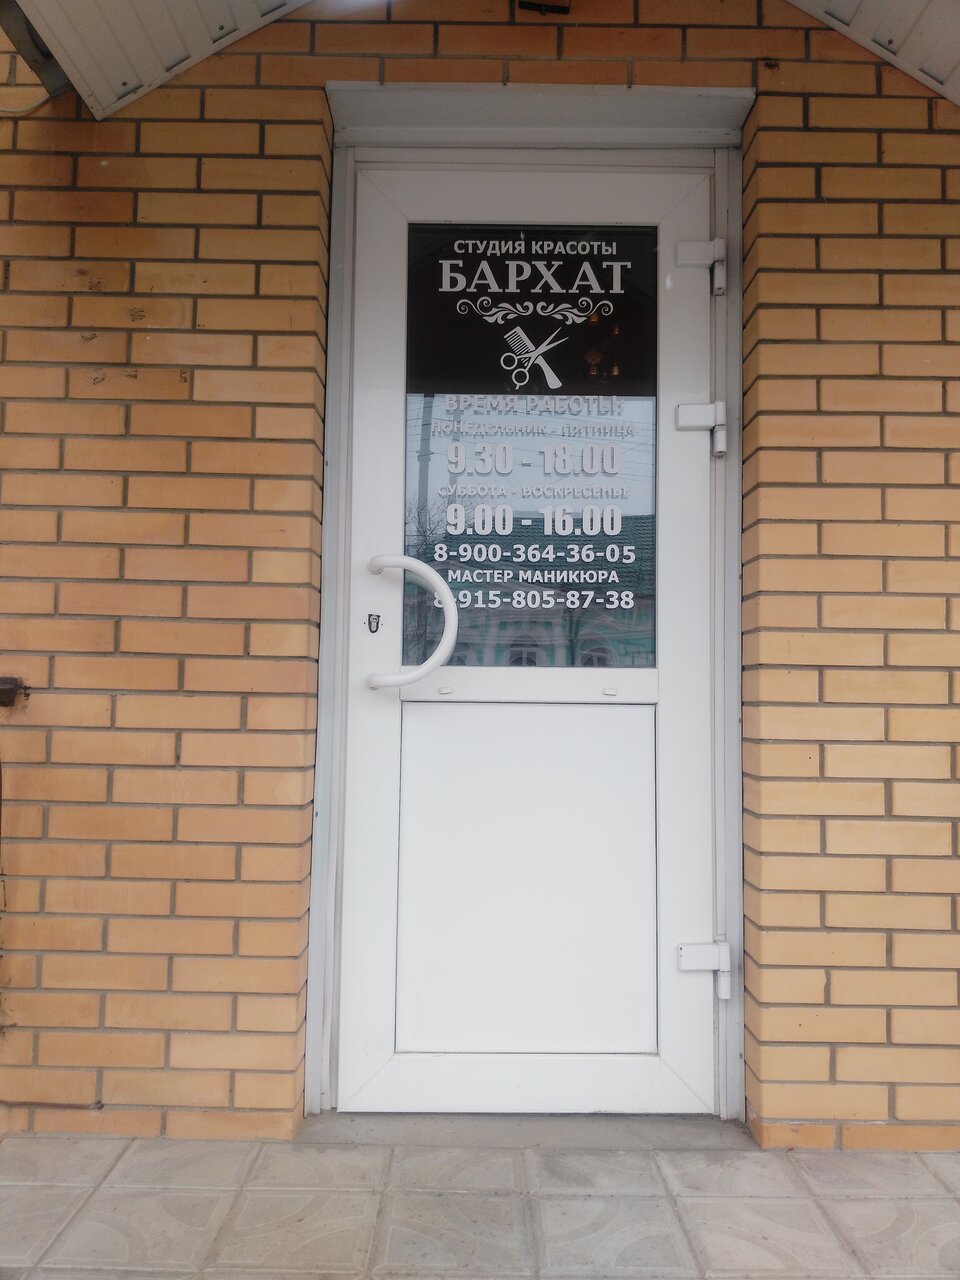 СТУДИЯ КРАСОТЫ
БАРХАТ
ВРЕМЯ РАБОТЫ:
ПОНЕДЕЛЬНИК - ПЯТНИЦА
9.30 - 18.00
СУББОТА - ВОСКРЕСЕНЬЕ
9.00 - 16.00
8-900-364-36-05
МАСТЕР МАНИКЮРА
8-915-805-87-38